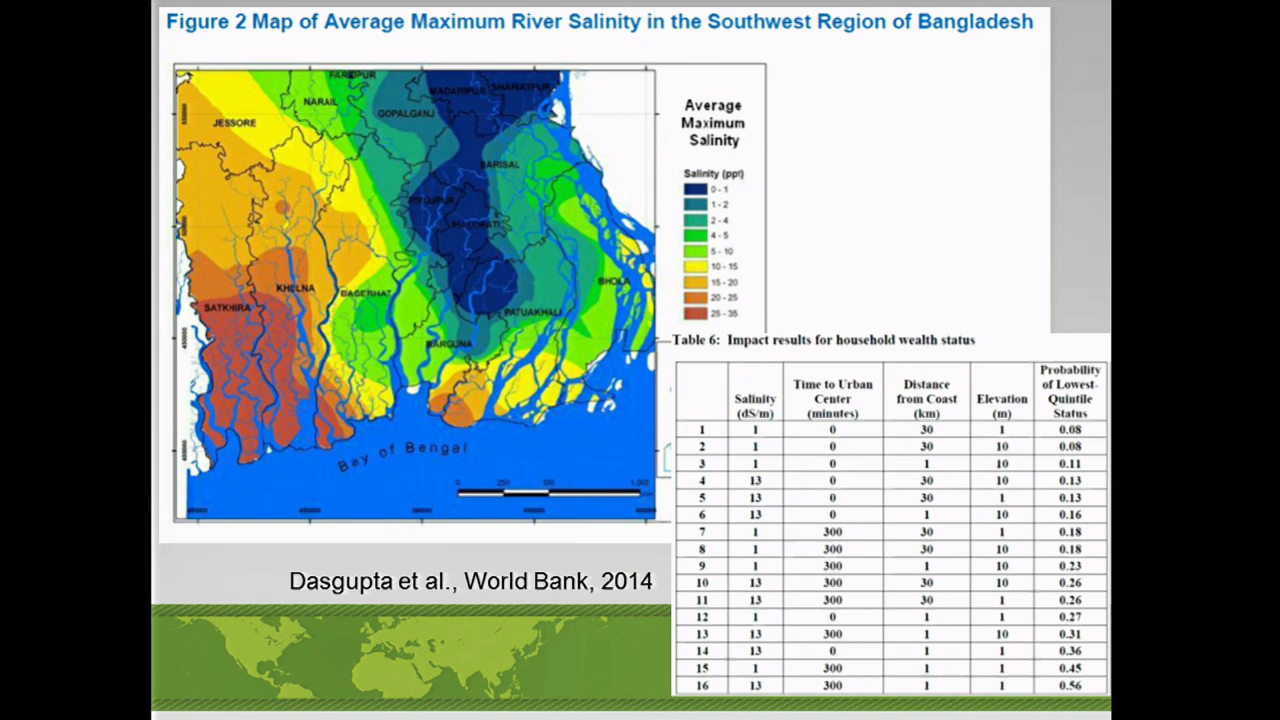 Figure 2 Map of Average Maximum River Salinity in the Southwest Region of Bangladesh
FARIDPUR
MADARIPUR
SHARIATPUR
NARAIL
GOPALGANJ
JESSORE
BARISAL
PIROJPUR
JHALOKATI
KHULNA
BAGERHAT
BHOLA
SATKHIRA
PATUAKHALI
BARGUNA
Bay of Bengal
Average
Maximum
Salinity
Salinity (ppt)
0 - 1
1 - 2
2 - 4
4 - 5
5 - 10
10 - 15
15 - 20
20 - 25
25 - 35
Dasgupta et al., World Bank, 2014
Table 6: Impact results for household wealth status
Salinity (dS/m) Time to Urban Center (minutes) Distance from Coast (km) Elevation (m) Probability of Lowest-Quintile Status
1 1 0 30 1 0.08
2 1 0 30 10 0.08
3 1 0 1 10 0.11
4 13 0 30 10 0.13
5 13 0 30 1 0.13
6 13 0 1 10 0.16
7 1 300 30 1 0.18
8 1 300 30 10 0.18
9 1 300 1 10 0.23
10 13 300 30 10 0.26
11 13 300 30 1 0.26
12 1 0 1 1 0.27
13 13 300 1 10 0.31
14 13 0 1 1 0.36
15 1 300 1 1 0.45
16 13 300 1 1 0.56